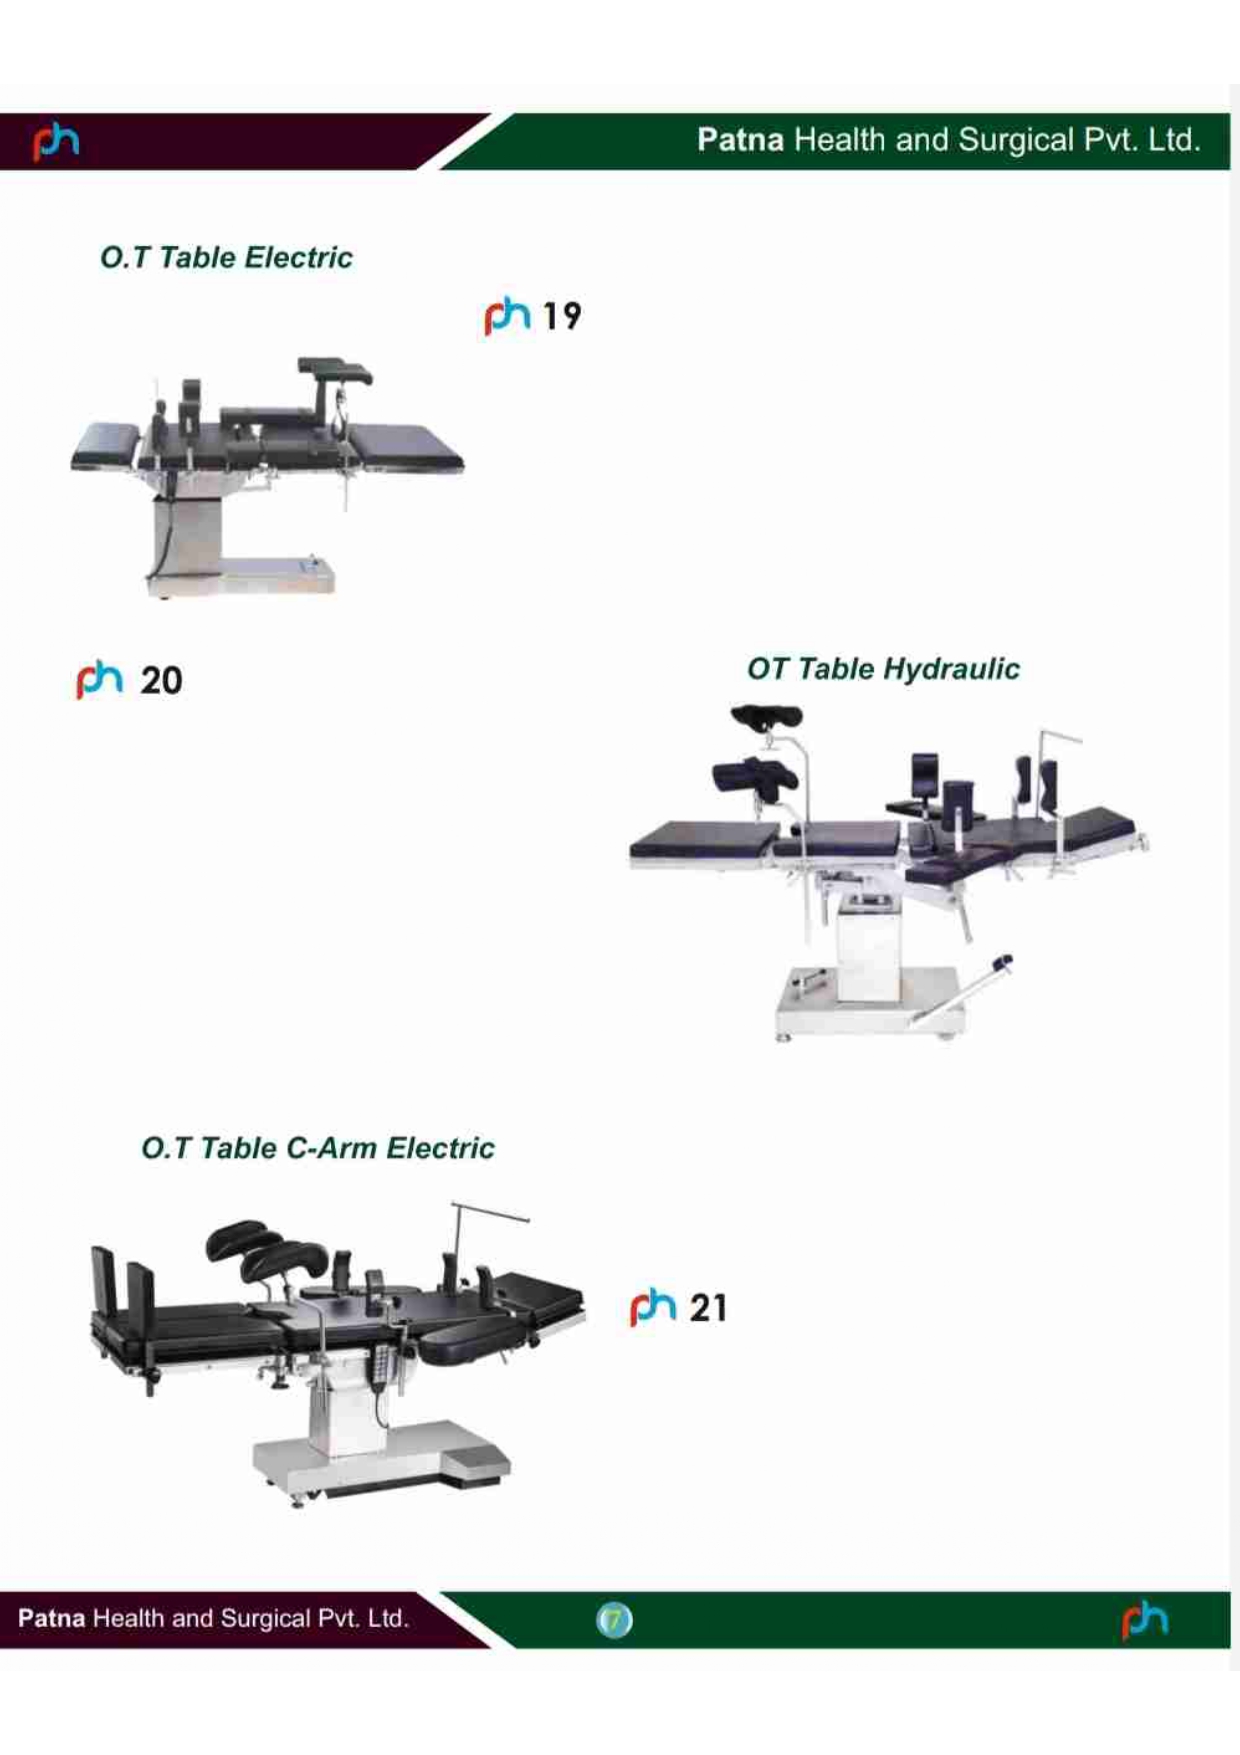 ph
Patna Health and Surgical Pvt. Ltd.
O.T Table Electric
ph 19
ph 20
OT Table Hydraulic
O.T Table C-Arm Electric
ph 21
Patna Health and Surgical Pvt. Ltd.
7
ph